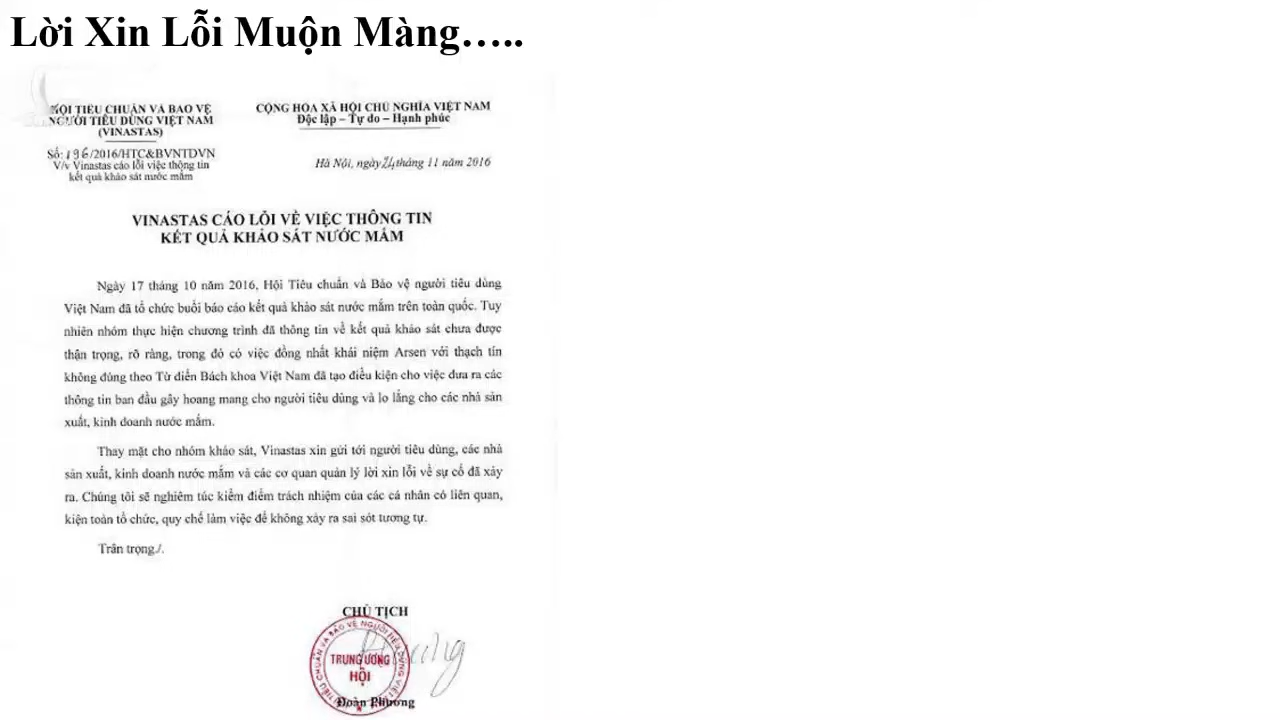 Lời Xin Lỗi Muộn Màng.....
HỘI TIÊU CHUẨN VÀ BẢO VỆ
NGƯỜI TIÊU DÙNG VIỆT NAM
(VINASTAS)
Số: 196/2016/HTC&BVNTDVN
V/v Vinastas cáo lỗi việc thông tin
kết quả khảo sát nước mắm
CỘNG HÒA XÃ HỘI CHỦ NGHĨA VIỆT NAM
Độc lập – Tự do – Hạnh phúc
Hà Nội, ngày 24 tháng 11 năm 2016
VINASTAS CÁO LỖI VỀ VIỆC THÔNG TIN
KẾT QUẢ KHẢO SÁT NƯỚC MẮM
Ngày 17 tháng 10 năm 2016, Hội Tiêu chuẩn và Bảo vệ người tiêu dùng
Việt Nam đã tổ chức buổi báo cáo kết quả khảo sát nước mắm trên toàn quốc. Tuy
nhiên nhóm thực hiện chương trình đã thông tin về kết quả khảo sát chưa được
thận trọng, rõ ràng, trong đó có việc đồng nhất khái niệm Arsen với thạch tín
không đúng theo Từ điển Bách khoa Việt Nam đã tạo điều kiện cho việc đưa ra các
thông tin ban đầu gây hoang mang cho người tiêu dùng và lo lắng cho các nhà sản
xuất, kinh doanh nước mắm.
Thay mặt cho nhóm khảo sát, Vinastas xin gửi tới người tiêu dùng, các nhà
sản xuất, kinh doanh nước mắm và các cơ quan quản lý lời xin lỗi về sự cố đã xảy
ra. Chúng tôi sẽ nghiêm túc kiểm điểm trách nhiệm của các cá nhân có liên quan,
kiện toàn tổ chức, quy chế làm việc để không xảy ra sai sót tương tự.
Trân trọng./.
CHỦ TỊCH
TRUNG ƯƠNG
HỘI
Đoàn Phương